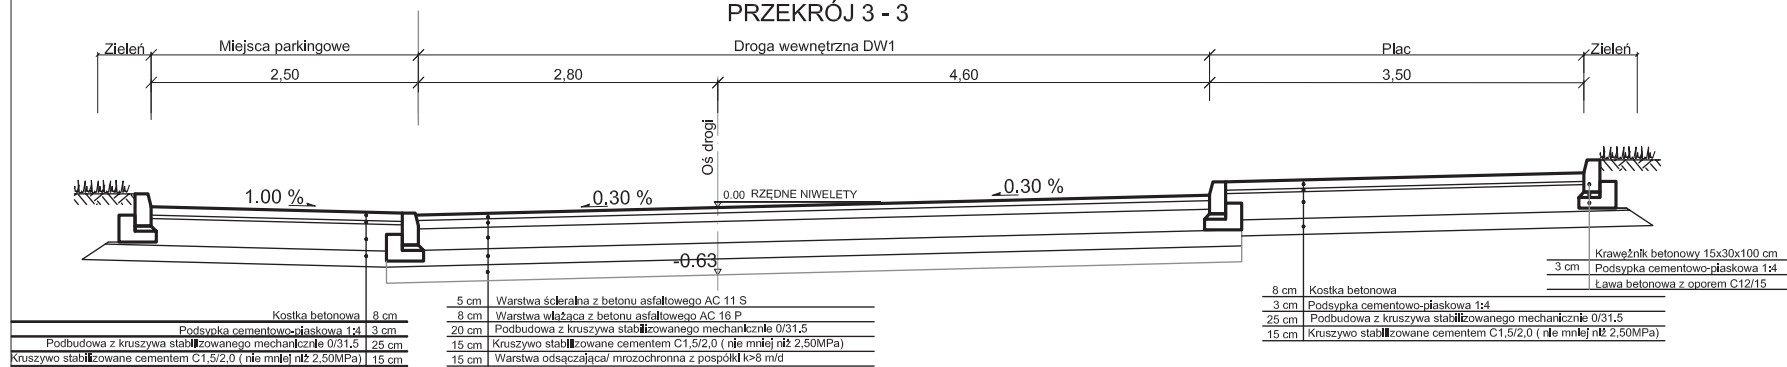 PRZEKRÓJ 3 - 3
Zieleń
Miejsca parkingowe
Droga wewnętrzna DW1
Plac
Zieleń
2,50
2,80
4,60
3,50
Oś drogi
1.00 %
0.30 %
0.00 RZĘDNE NIWELETY
0.30 %
-0.63
Krawężnik betonowy 15x30x100 cm
3 cm Podsypka cementowo-piaskowa 1:4
Ława betonowa z oporem C12/15
Kostka betonowa 8 cm
Podsypka cementowo-piaskowa 1:4 3 cm
Podbudowa z kruszywa stabilizowanego mechanicznie 0/31.5 25 cm
Kruszywo stabilizowane cementem C1,5/2,0 ( nie mniej niż 2,50MPa) 15 cm
5 cm Warstwa ścieralna z betonu asfaltowego AC 11 S
8 cm Warstwa wiążąca z betonu asfaltowego AC 16 P
20 cm Podbudowa z kruszywa stabilizowanego mechanicznie 0/31.5
15 cm Kruszywo stabilizowane cementem C1,5/2,0 ( nie mniej niż 2,50MPa)
15 cm Warstwa odsączająca/ mrozochronna z pospółki k>8 m/d
8 cm Kostka betonowa
3 cm Podsypka cementowo-piaskowa 1:4
25 cm Podbudowa z kruszywa stabilizowanego mechanicznie 0/31.5
15 cm Kruszywo stabilizowane cementem C1,5/2,0 ( nie mniej niż 2,50MPa)